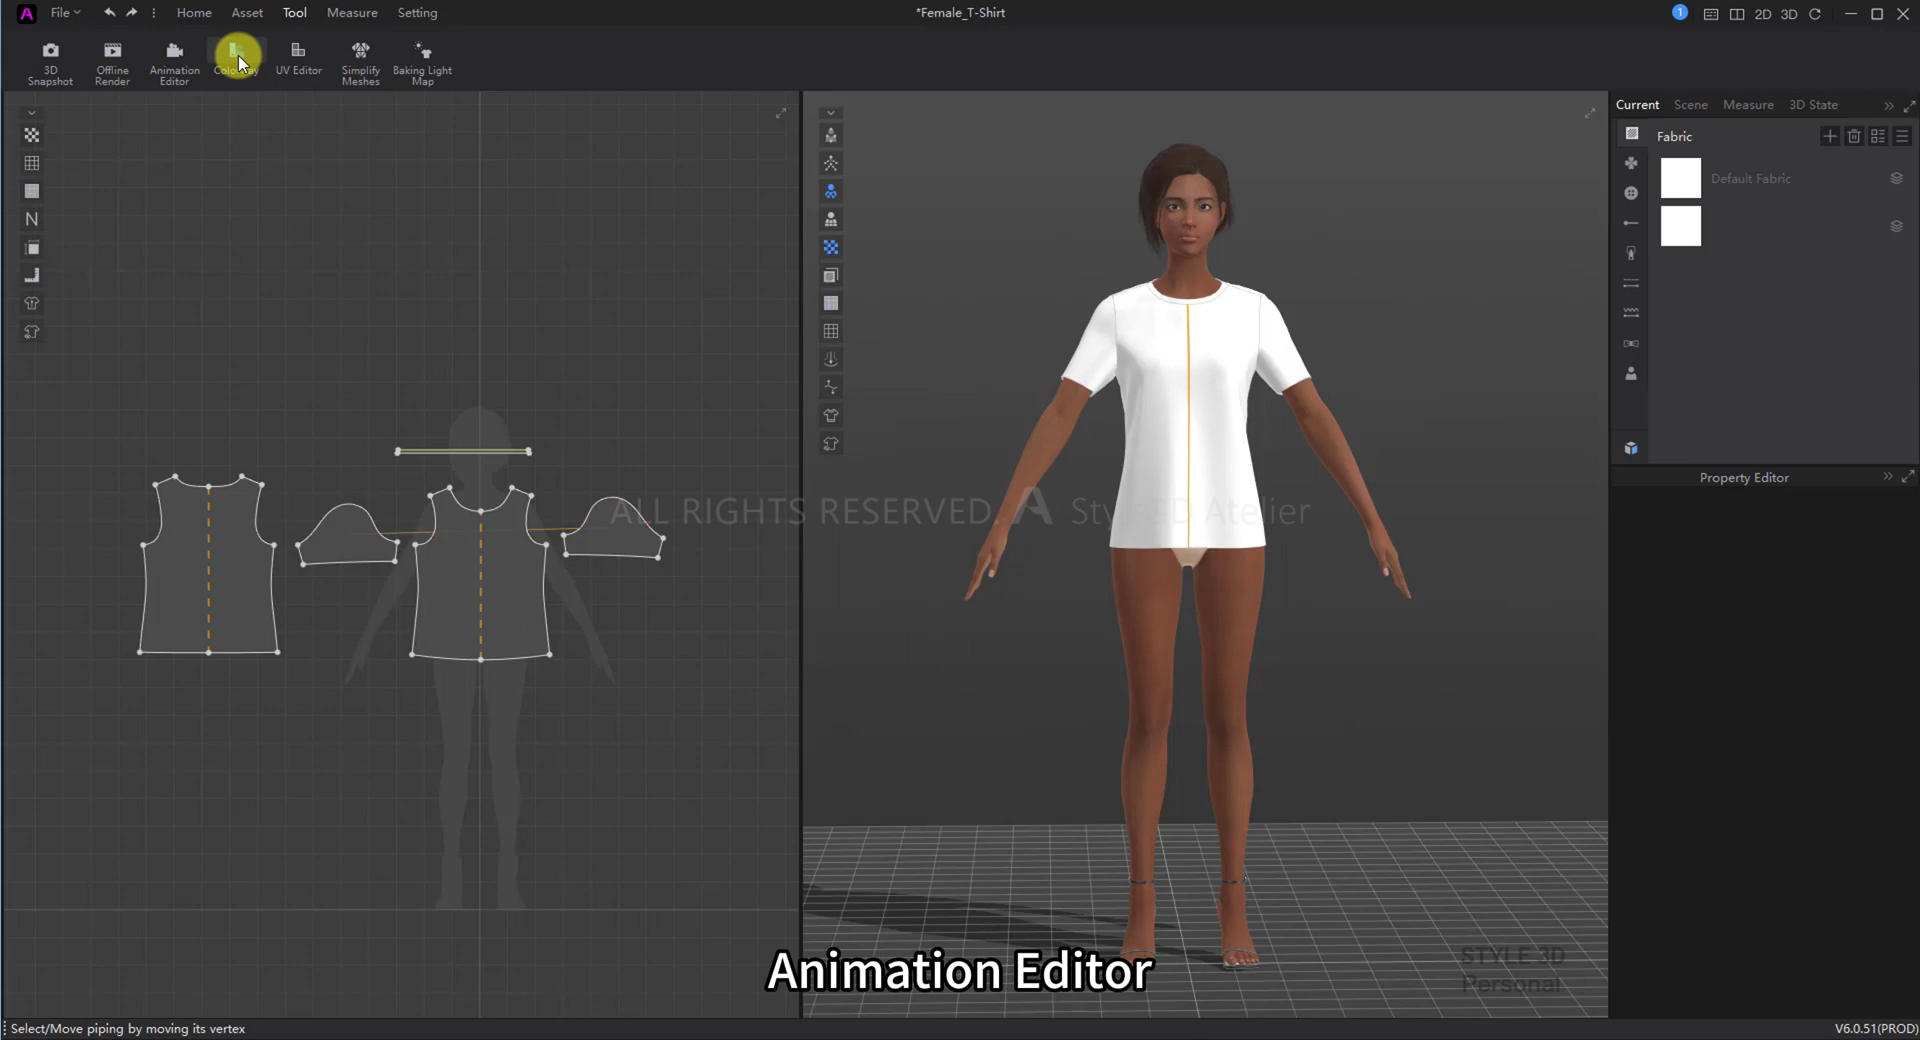 File
Home
Asset
Tool
Measure
Setting
*Female_T-Shirt
1
2D
3D
3D
Snapshot
Offline
Render
Animation
Editor
Colorway
UV Editor
Simplify
Meshes
Baking Light
Map
Current
Scene
Measure
3D State
Fabric
Default Fabric
Property Editor
ALL RIGHTS RESERVED. Style3D Atelier
STYLE 3D
Personal
Animation Editor
Select/Move piping by moving its vertex
V6.0.51(PROD)